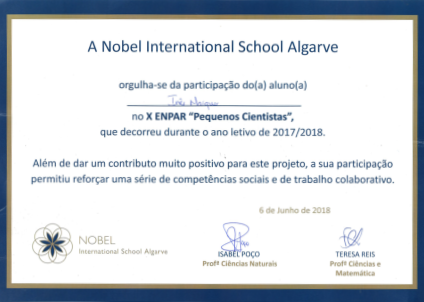 A Nobel International School Algarve
orgulha-se da participação do(a) aluno(a)
no X ENPAR “Pequenos Cientistas”,
que decorreu durante o ano letivo de 2017/2018.
Além de dar um contributo muito positivo para este projeto, a sua participação
permitiu reforçar uma série de competências sociais e de trabalho colaborativo.
6 de Junho de 2018
NOBEL
International School Algarve
ISABEL POÇO
Profª Ciências Naturais
TERESA REIS
Profª Ciências e
Matemática